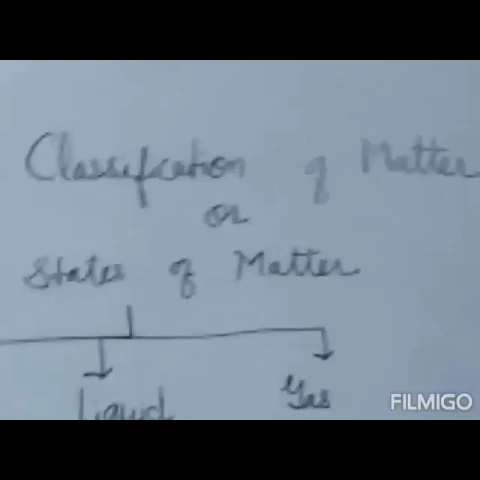 Classification of Matter
or
States of Matter
Liquid Gas
FILMIGO